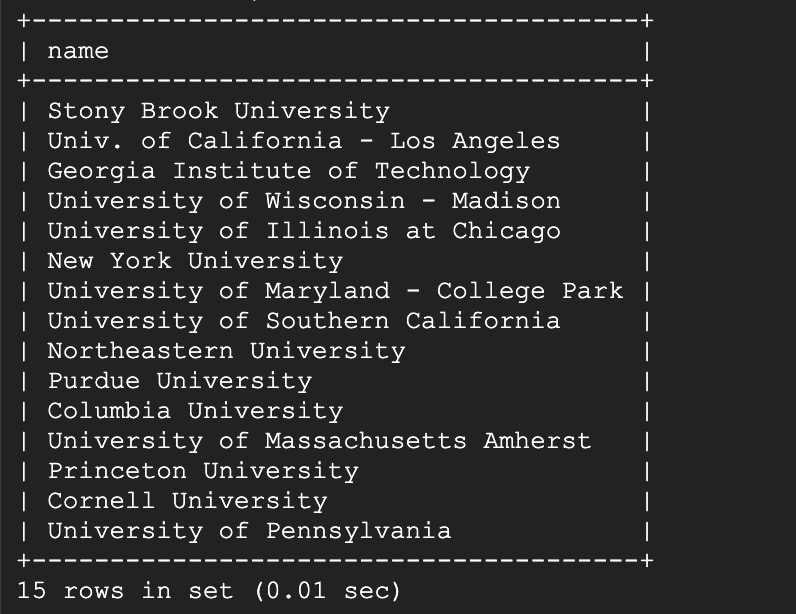 +---------------------------------------+
| name                                  |
+---------------------------------------+
| Stony Brook University                |
| Univ. of California - Los Angeles     |
| Georgia Institute of Technology       |
| University of Wisconsin - Madison     |
| University of Illinois at Chicago     |
| New York University                   |
| University of Maryland - College Park |
| University of Southern California     |
| Northeastern University               |
| Purdue University                     |
| Columbia University                   |
| University of Massachusetts Amherst   |
| Princeton University                  |
| Cornell University                    |
| University of Pennsylvania            |
+---------------------------------------+
15 rows in set (0.01 sec)